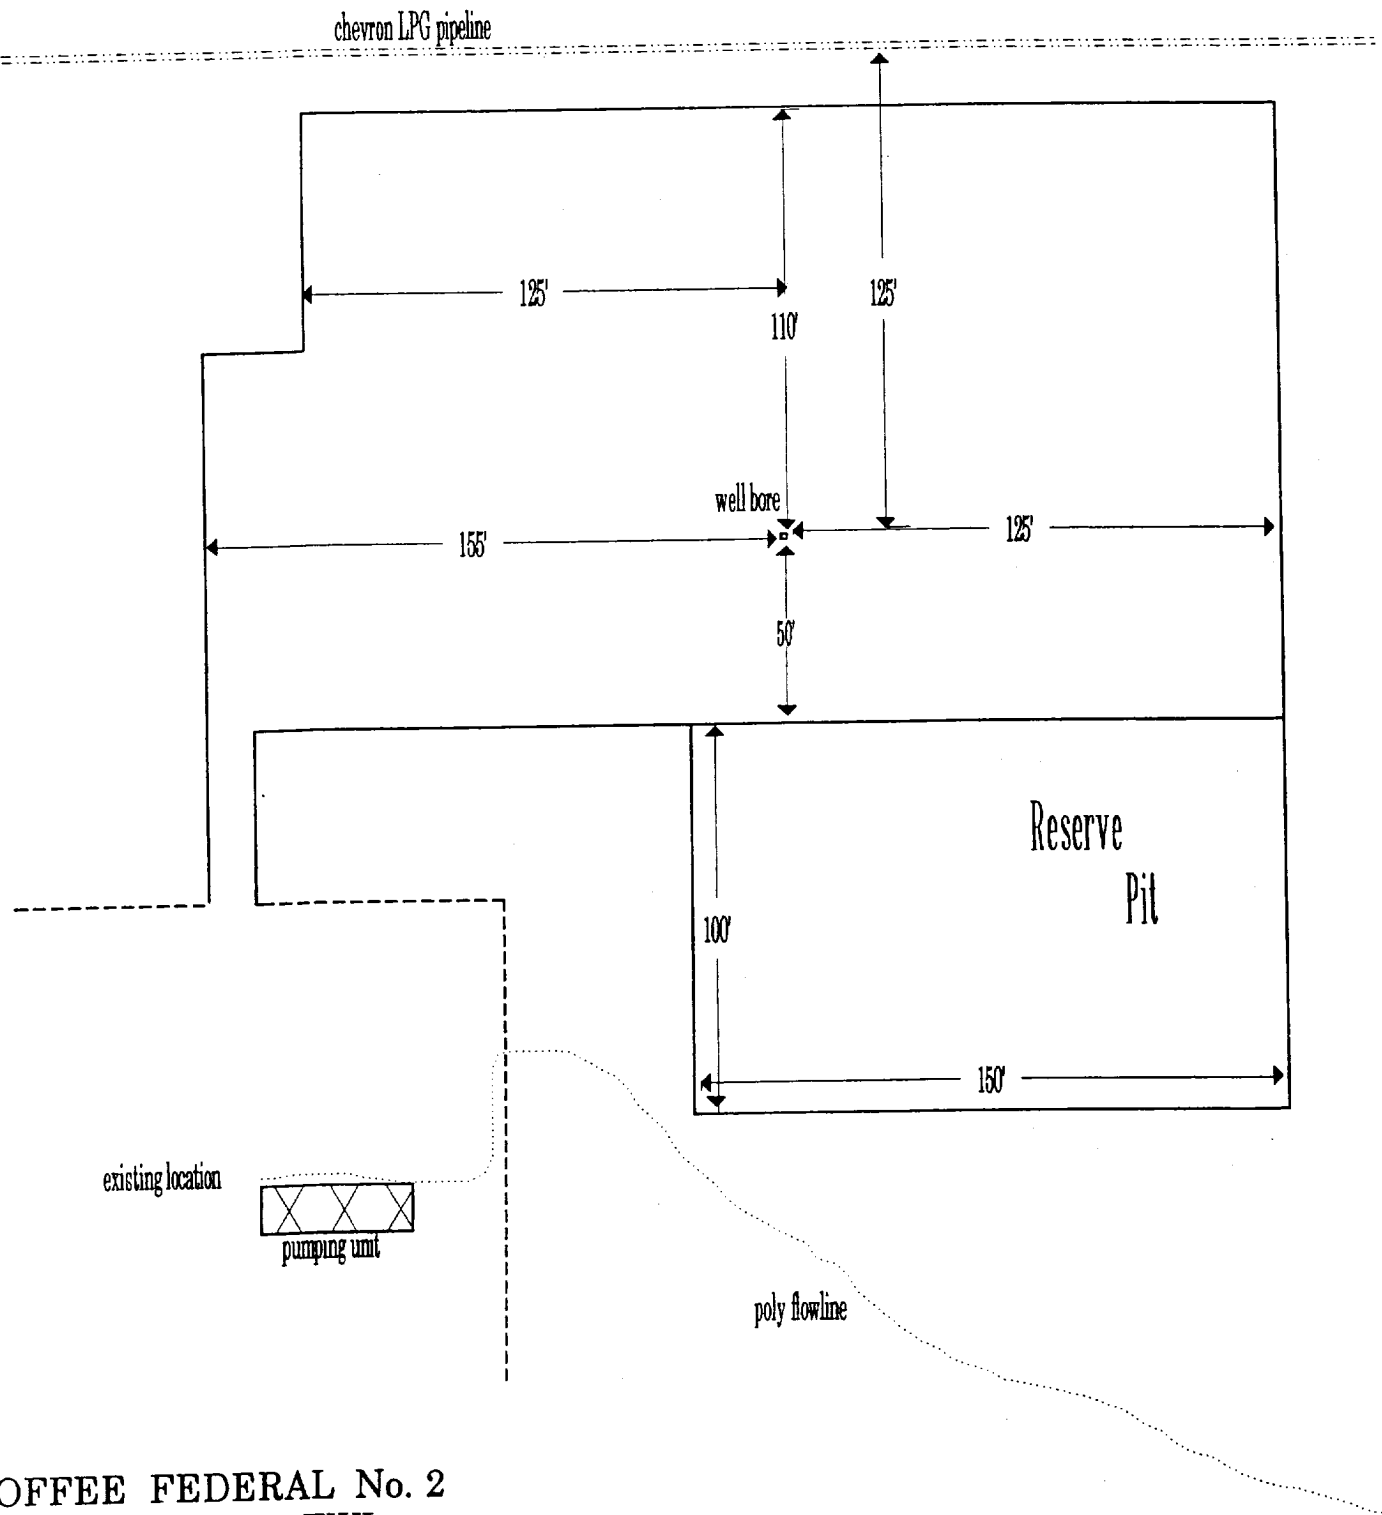 chevron LPG pipeline
125'
125'
110'
well bore
125'
155'
50'
Reserve
Pit
100'
150'
existing location
pumping unit
poly flowline
OFFEE FEDERAL No. 2